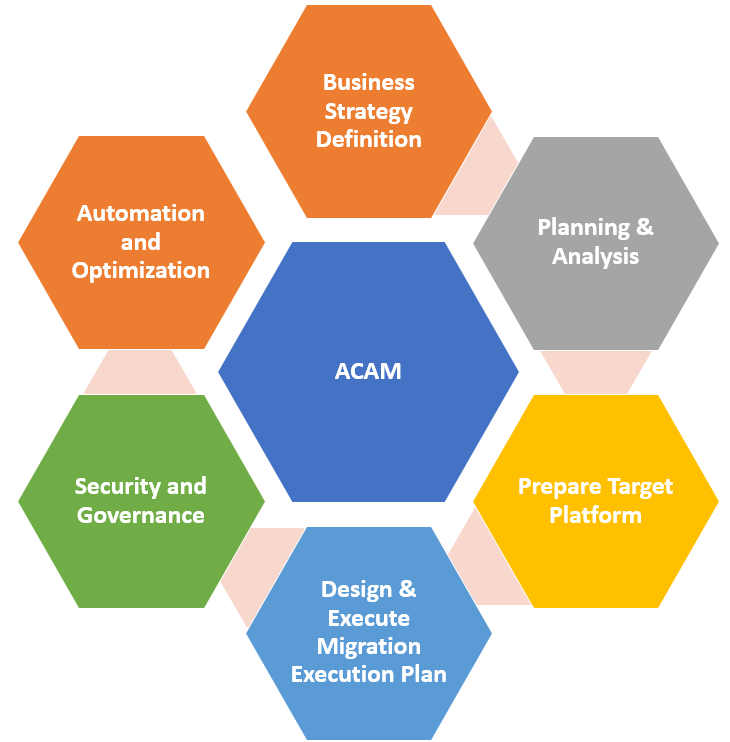 Business
Strategy
Definition
Planning &
Analysis
Prepare Target
Platform
Design &
Execute
Migration
Execution Plan
Security and
Governance
Automation
and
Optimization
ACAM